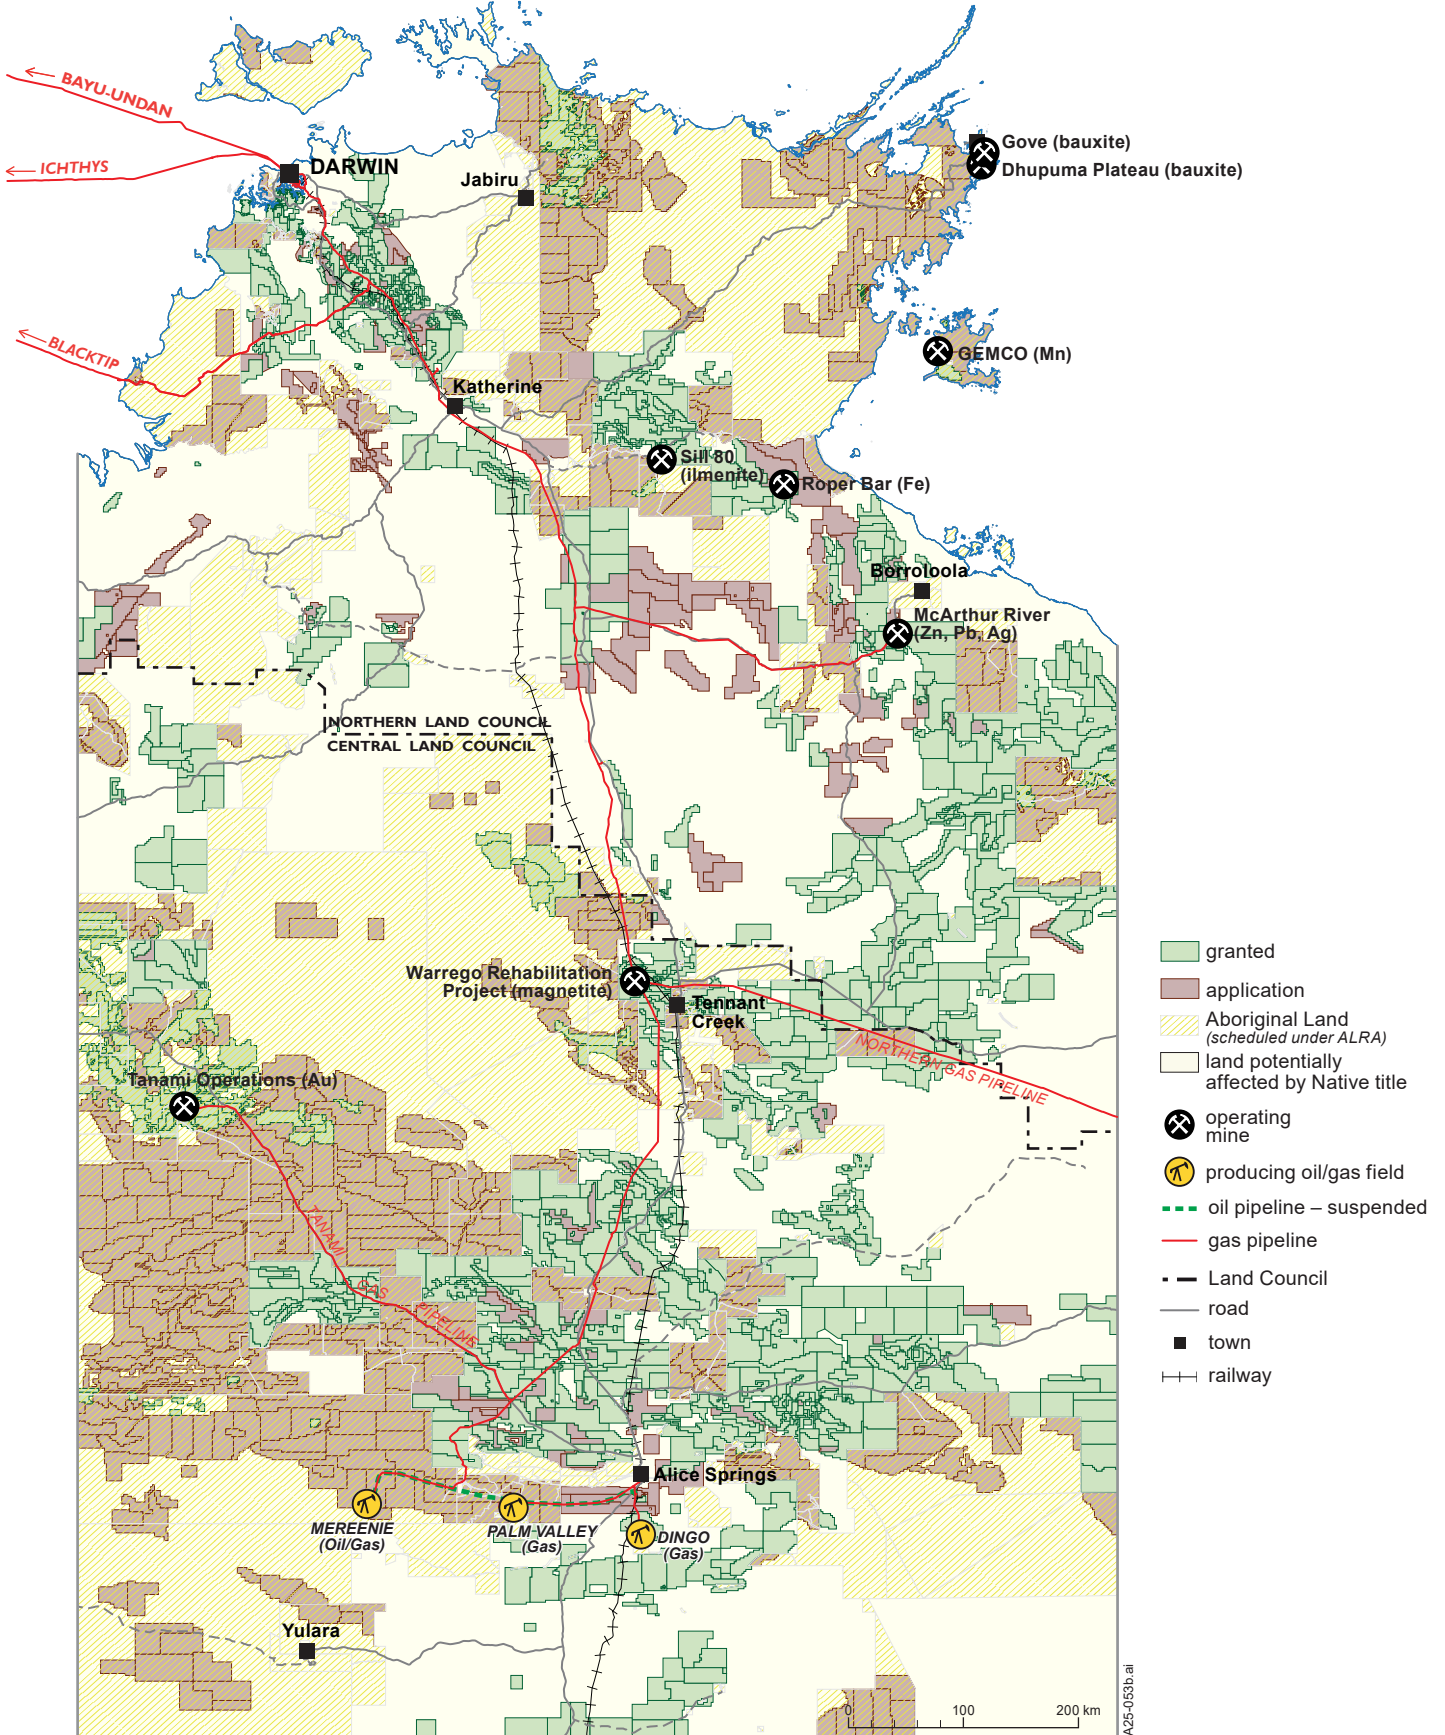 BAYU-UNDAN
ICHTHYS
DARWIN
Jabiru
Gove (bauxite)
Dhupuma Plateau (bauxite)
BLACKTIP
GEMCO (Mn)
Katherine
Sill 80
(ilmenite)
Roper Bar (Fe)
Borroloola
McArthur River
(Zn, Pb, Ag)
NORTHERN LAND COUNCIL
CENTRAL LAND COUNCIL
Warrego Rehabilitation
Project (magnetite)
Tennant
Creek
NORTHERN GAS PIPELINE
Tanami Operations (Au)
TANAMI
GAS
PIPELINE
Alice Springs
MEREENIE
(Oil/Gas)
PALM VALLEY
(Gas)
DINGO
(Gas)
Yulara
0 100 200 km
A25-053b.ai
granted
application
Aboriginal Land
(scheduled under ALRA)
land potentially
affected by Native title
operating
mine
producing oil/gas field
oil pipeline – suspended
gas pipeline
Land Council
road
town
railway